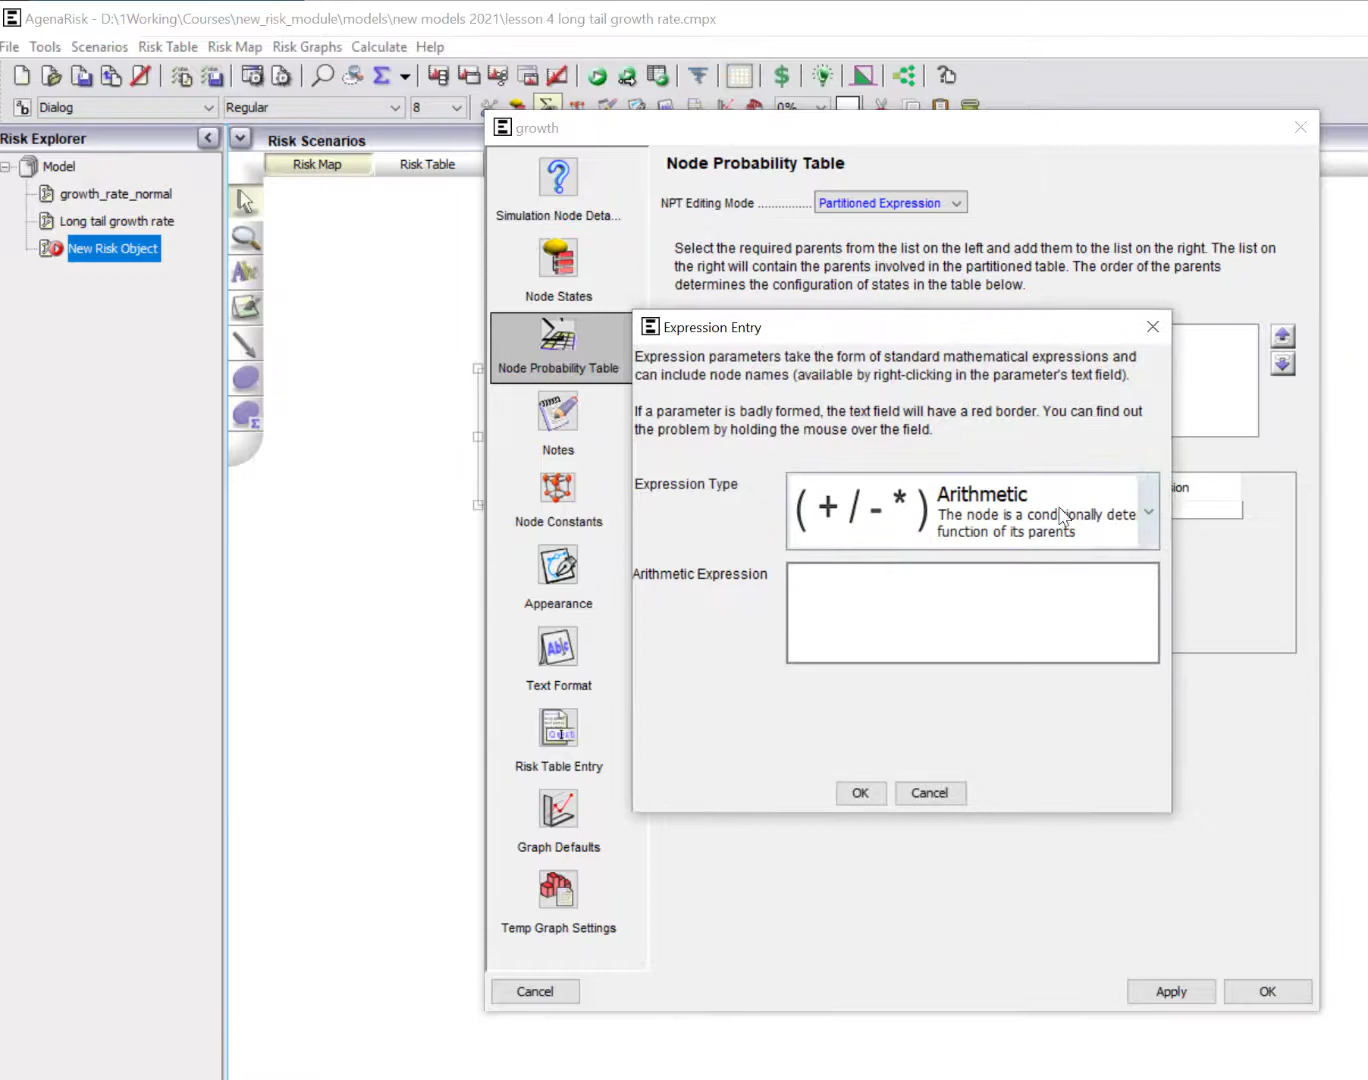 AgenaRisk - D:\1Working\Courses\new_risk_module\models\new models 2021\lesson 4 long tail growth rate.cmpx
File Tools Scenarios Risk Table Risk Map Risk Graphs Calculate Help
Dialog Regular 8 0%
Risk Explorer
Risk Scenarios
growth
Risk Map Risk Table
Model
growth_rate_normal
Long tail growth rate
New Risk Object
Simulation Node Deta...
Node States
Node Probability Table
Notes
Node Constants
Appearance
Text Format
Risk Table Entry
Graph Defaults
Temp Graph Settings
Node Probability Table
NPT Editing Mode ............... Partitioned Expression
Select the required parents from the list on the left and add them to the list on the right. The list on
the right will contain the parents involved in the partitioned table. The order of the parents
determines the configuration of states in the table below.
Expression Entry
Expression parameters take the form of standard mathematical expressions and
can include node names (available by right-clicking in the parameter's text field).
If a parameter is badly formed, the text field will have a red border. You can find out
the problem by holding the mouse over the field.
Expression Type
( + / - * ) Arithmetic
The node is a conditionally dete
function of its parents
sion
Arithmetic Expression
OK Cancel
Cancel Apply OK